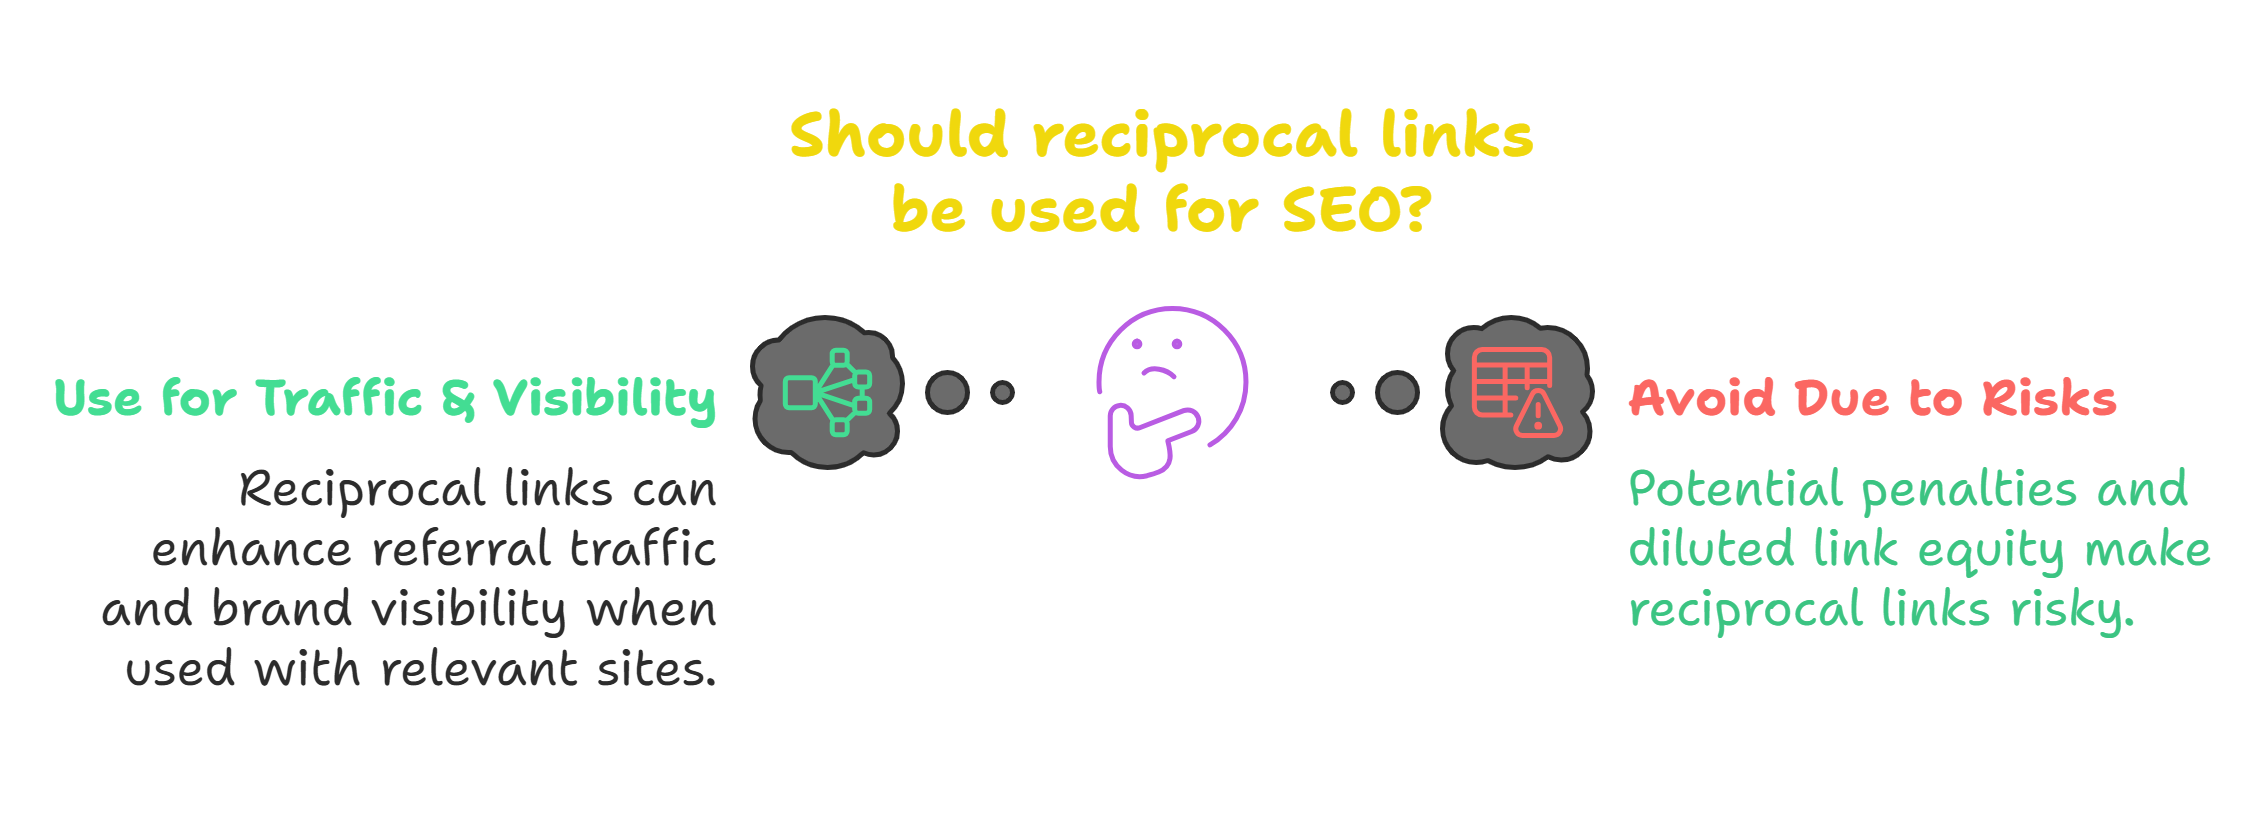 Should reciprocal links
be used for SEO?
Use for Traffic & Visibility
Reciprocal links can
enhance referral traffic
and brand visibility when
used with relevant sites.
Avoid Due to Risks
Potential penalties and
diluted link equity make
reciprocal links risky.